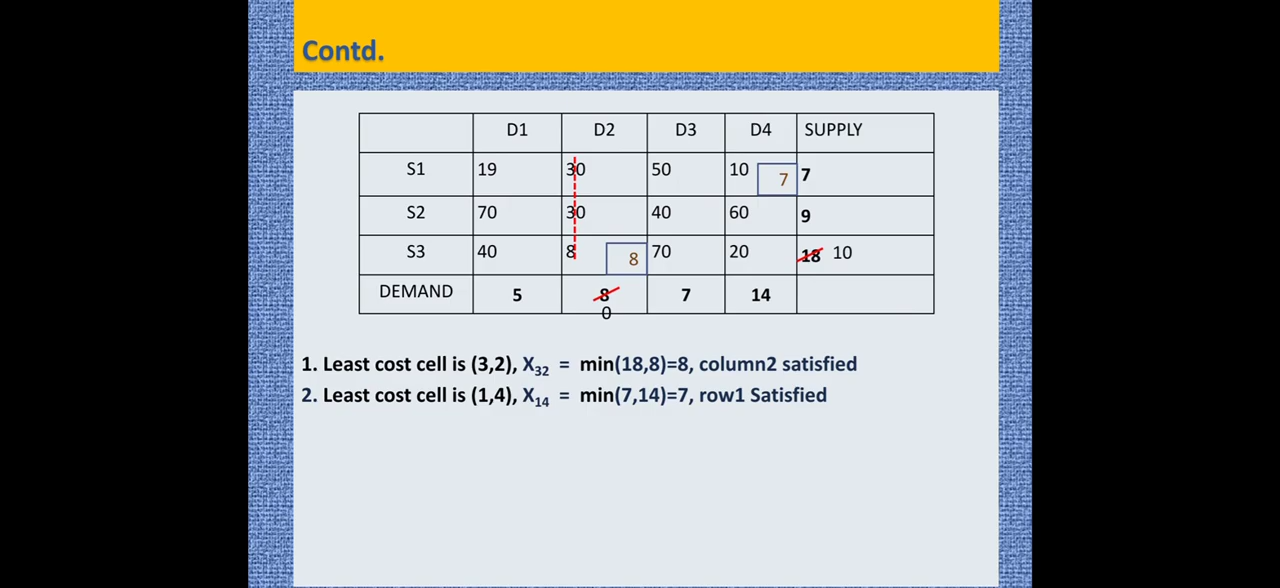 Contd.
D1 D2 D3 D4 SUPPLY
S1 19 30 50 10 7 7
S2 70 30 40 60 9
S3 40 8 8 70 20 18 10
DEMAND 5 8 7 14
0
1. Least cost cell is (3,2), X32 = min(18,8)=8, column2 satisfied
2. Least cost cell is (1,4), X14 = min(7,14)=7, row1 Satisfied